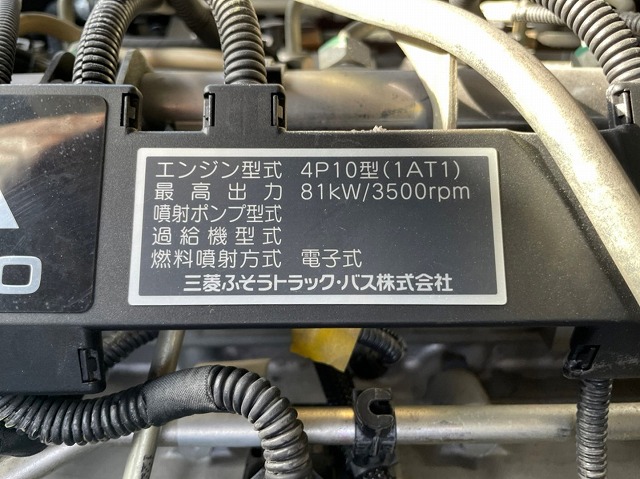 エンジン型式 4P10型(1AT1)
最高出力 81kW/3500rpm
噴射ポンプ型式
過給機型式
燃料噴射方式 電子式
三菱ふそうトラック・バス株式会社